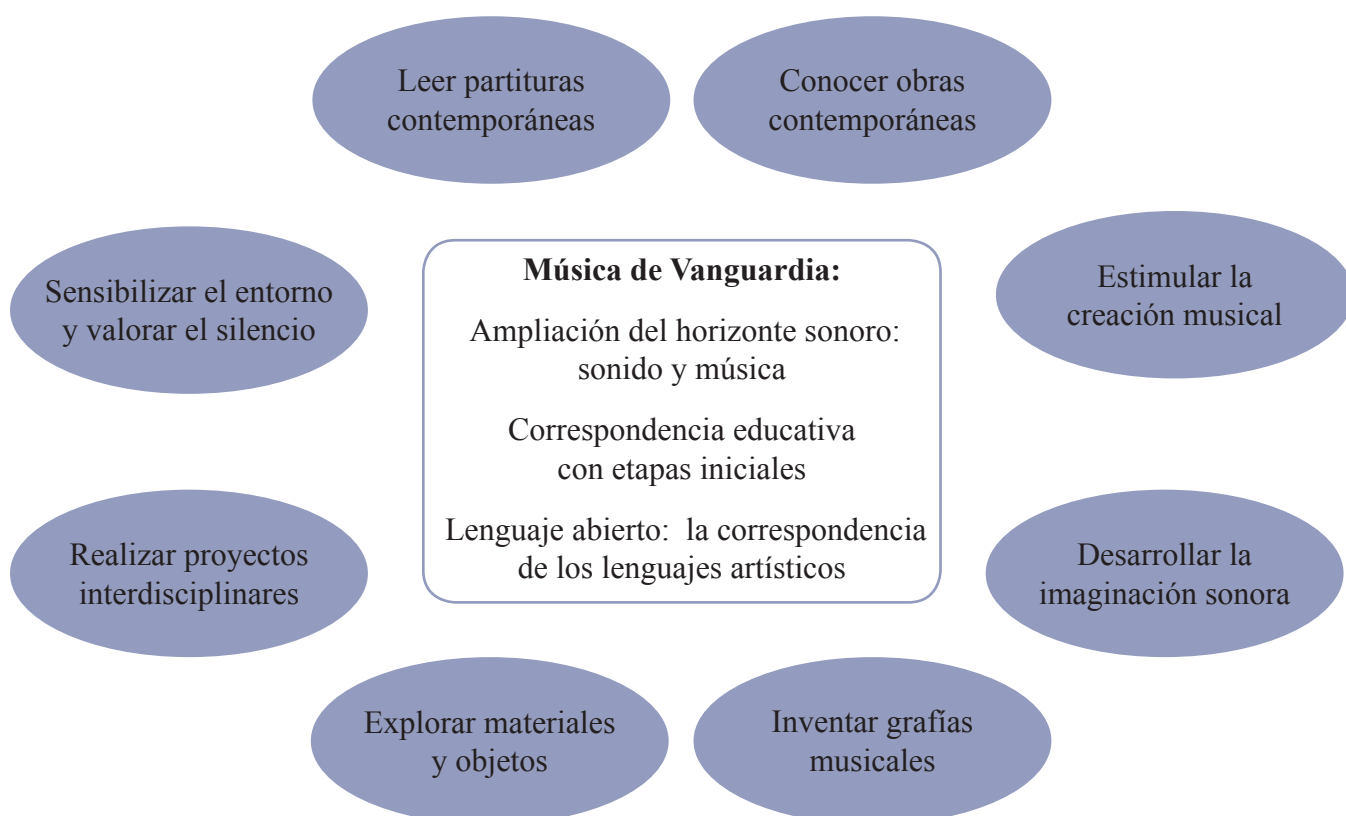 Leer partituras
contemporáneas
Conocer obras
contemporáneas
Sensibilizar el entorno
y valorar el silencio
Música de Vanguardia:
Ampliación del horizonte sonoro:
sonido y música
Correspondencia educativa
con etapas iniciales
Lenguaje abierto: la correspondencia
de los lenguajes artísticos
Estimular la
creación musical
Realizar proyectos
interdisciplinares
Desarrollar la
imaginación sonora
Explorar materiales
y objetos
Inventar grafías
musicales